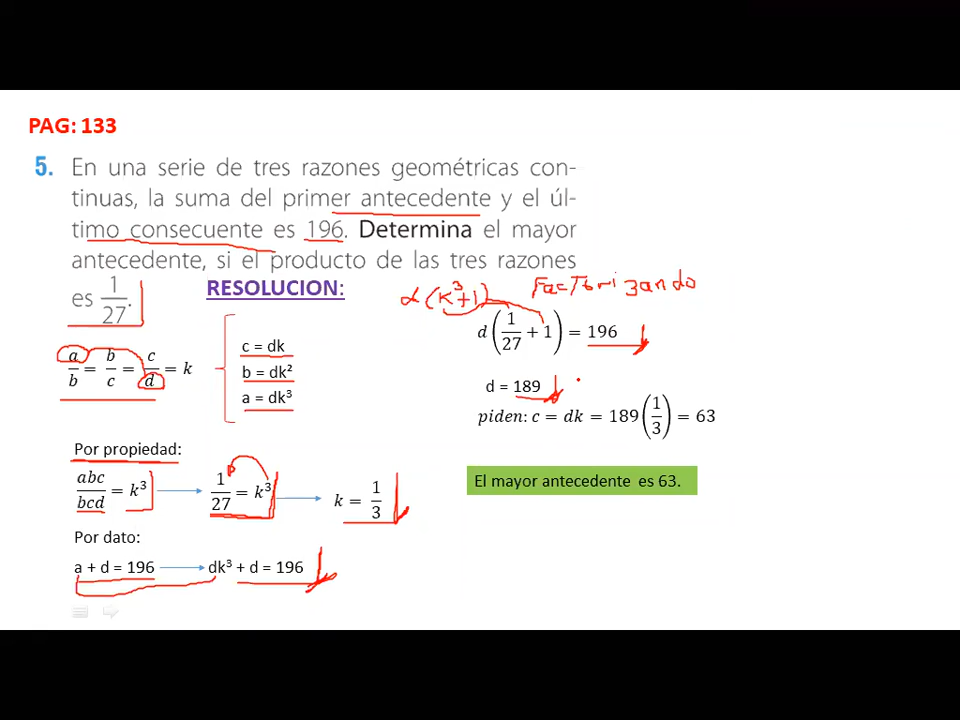 PAG: 133
5. En una serie de tres razones geométricas con-
tinuas, la suma del primer antecedente y el úl-
timo consecuente es 196. Determina el mayor
antecedente, si el producto de las tres razones
es 1/27.
RESOLUCION:
a/b = b/c = c/d = k
c = dk
b = dk²
a = dk³
Por propiedad:
abc/bcd = k³
1/27 = k³
k = 1/3
Por dato:
a + d = 196
dk³ + d = 196
d(k³+1) Factorizando
d(1/27 + 1) = 196
d = 189
piden: c = dk = 189(1/3) = 63
El mayor antecedente es 63.